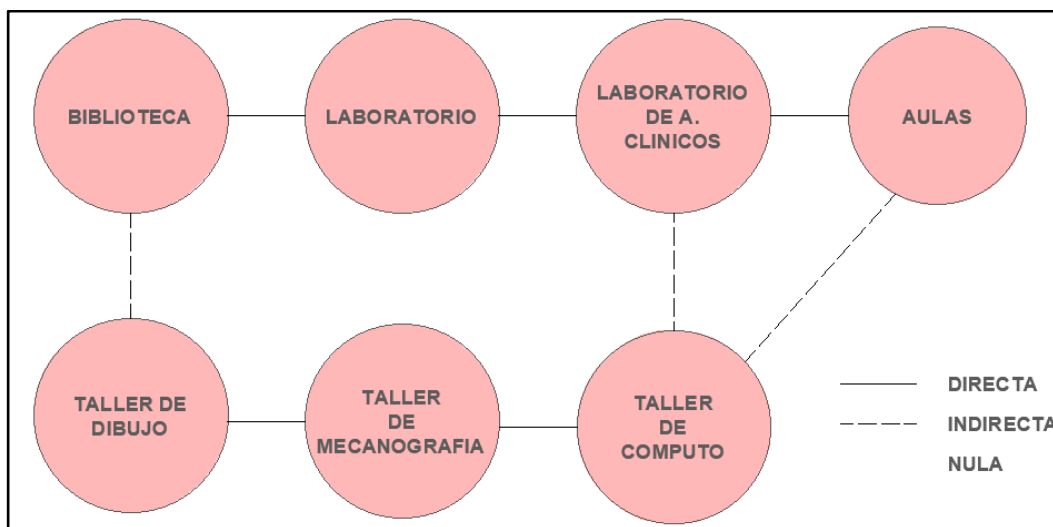 BIBLIOTECA
LABORATORIO
LABORATORIO
DE A.
CLINICOS
AULAS
TALLER DE
DIBUJO
TALLER
DE
MECANOGRAFIA
TALLER
DE
COMPUTO
DIRECTA
INDIRECTA
NULA